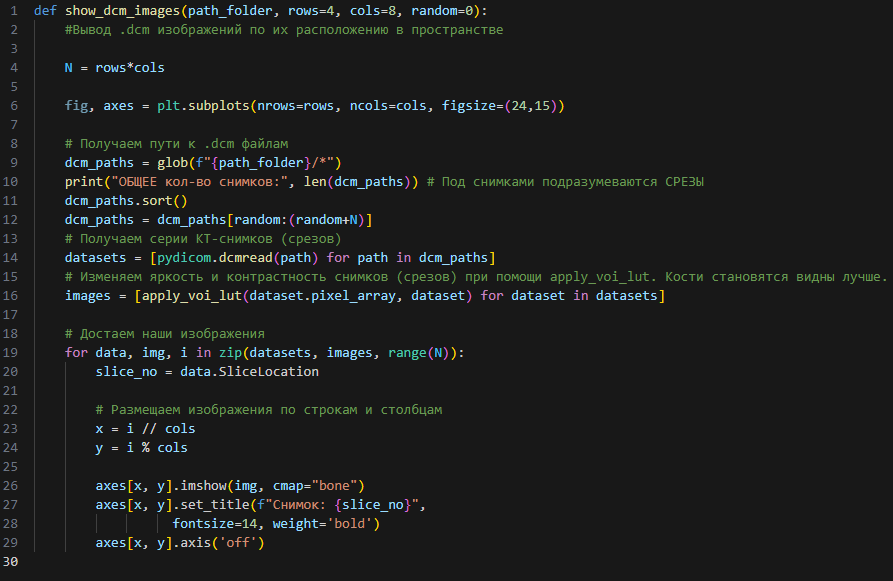 1 def show_dcm_images(path_folder, rows=4, cols=8, random=0):
2 #Вывод .dcm изображений по их расположению в пространстве
3
4 N = rows*cols
5
6 fig, axes = plt.subplots(nrows=rows, ncols=cols, figsize=(24,15))
7
8 # Получаем пути к .dcm файлам
9 dcm_paths = glob(f"{path_folder}/*")
10 print("ОБЩЕЕ кол-во снимков:", len(dcm_paths)) # Под снимками подразумеваются СРЕЗЫ
11 dcm_paths.sort()
12 dcm_paths = dcm_paths[random:(random+N)]
13 # Получаем серии КТ-снимков (срезов)
14 datasets = [pydicom.dcmread(path) for path in dcm_paths]
15 # Изменяем яркость и контрастность снимков (срезов) при помощи apply_voi_lut. Кости становятся видны лучше.
16 images = [apply_voi_lut(dataset.pixel_array, dataset) for dataset in datasets]
17
18 # Достаем наши изображения
19 for data, img, i in zip(datasets, images, range(N)):
20 slice_no = data.SliceLocation
21
22 # Размещаем изображения по строкам и столбцам
23 x = i // cols
24 y = i % cols
25
26 axes[x, y].imshow(img, cmap="bone")
27 axes[x, y].set_title(f"Снимок: {slice_no}",
28 fontsize=14, weight='bold')
29 axes[x, y].axis('off')
30